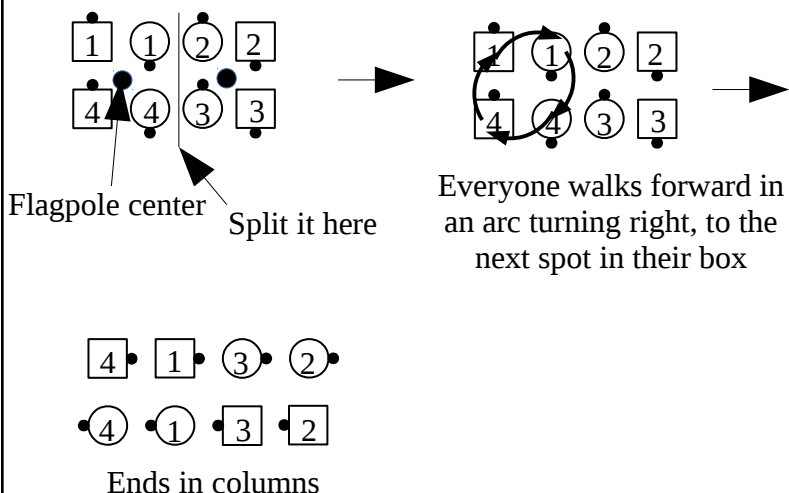 1 1 2 2
4 4 3 3
Flagpole center
Split it here
1 1 2 2
4 4 3 3
Everyone walks forward in
an arc turning right, to the
next spot in their box
4 1 3 2
4 1 3 2
Ends in columns